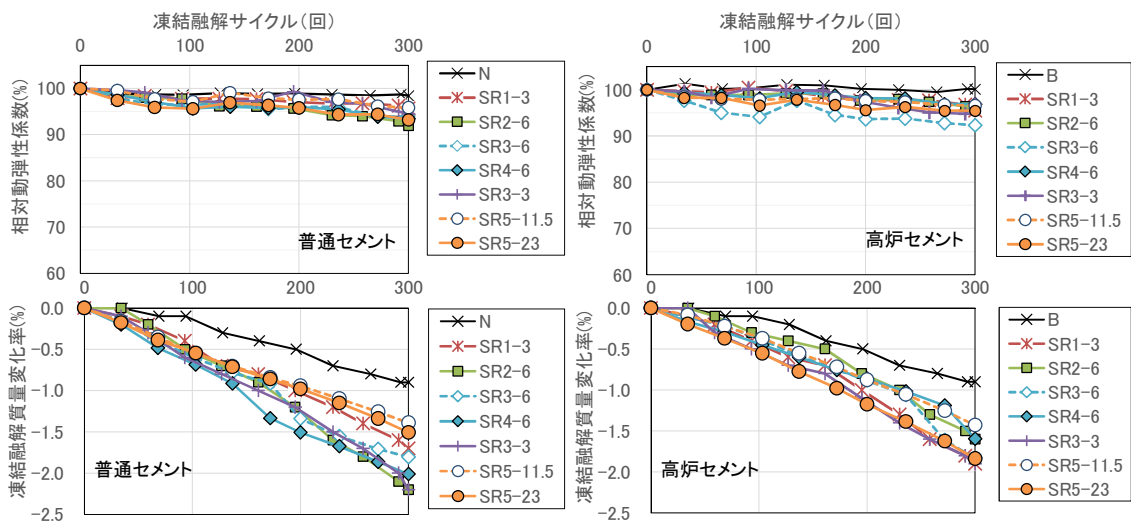 凍結融解サイクル(回)
0 100 200 300
相対動弾性係数(%)
100
90
80
70
60
普通セメント
N
SR1-3
SR2-6
SR3-6
SR4-6
SR3-3
SR5-11.5
SR5-23
凍結融解サイクル(回)
0 100 200 300
相対動弾性係数(%)
100
90
80
70
60
高炉セメント
B
SR1-3
SR2-6
SR3-6
SR4-6
SR3-3
SR5-11.5
SR5-23
0 100 200 300
凍結融解質量変化率(%)
0.0
-0.5
-1.0
-1.5
-2.0
-2.5
普通セメント
N
SR1-3
SR2-6
SR3-6
SR4-6
SR3-3
SR5-11.5
SR5-23
0 100 200 300
凍結融解質量変化率(%)
0.0
-0.5
-1.0
-1.5
-2.0
-2.5
高炉セメント
B
SR1-3
SR2-6
SR3-6
SR4-6
SR3-3
SR5-11.5
SR5-23